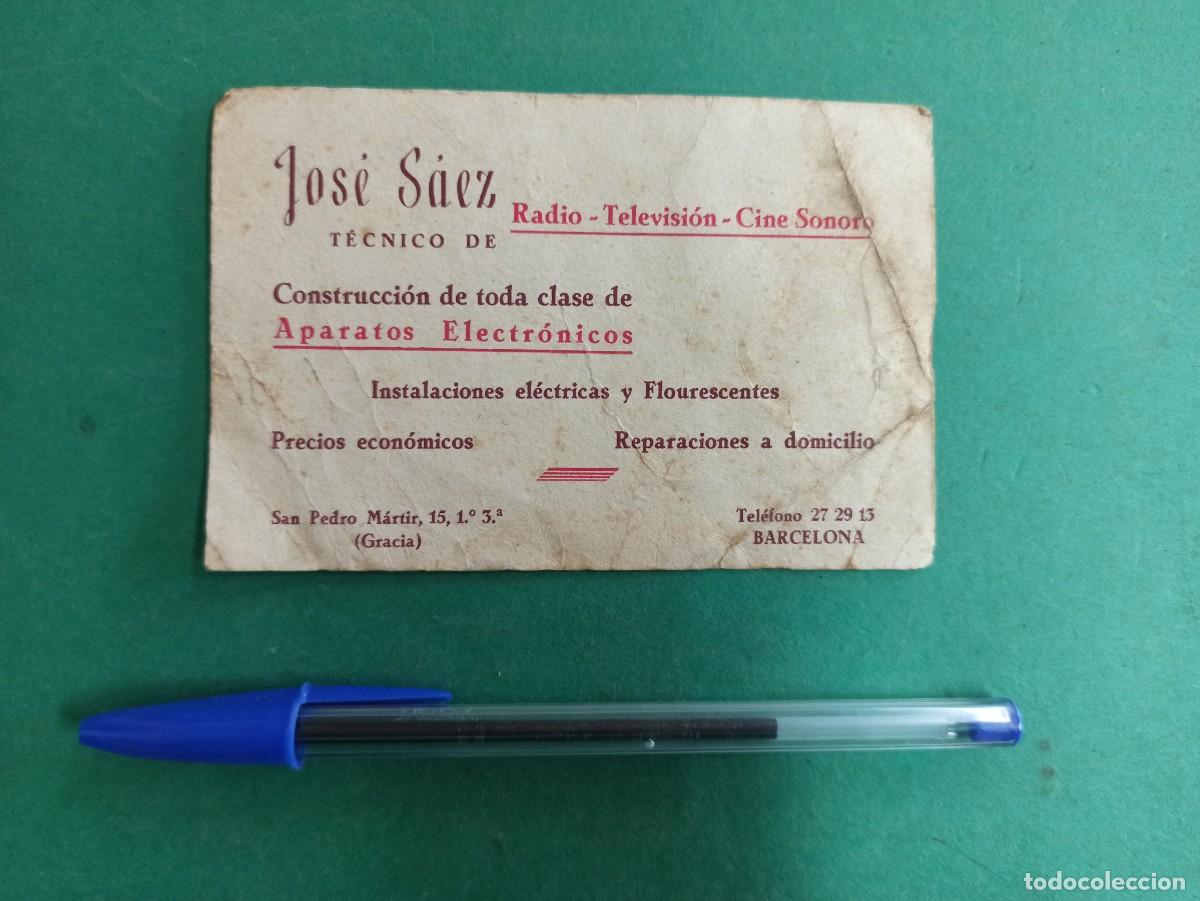 José Sáez
TÉCNICO DE
Radio - Televisión - Cine Sonoro
Construcción de toda clase de
Aparatos Electrónicos
Instalaciones eléctricas y Flourescentes
Precios económicos Reparaciones a domicilio
San Pedro Mártir, 15, 1.º 3.ª
(Gracia)
Teléfono 27 29 13
BARCELONA
todocoleccion